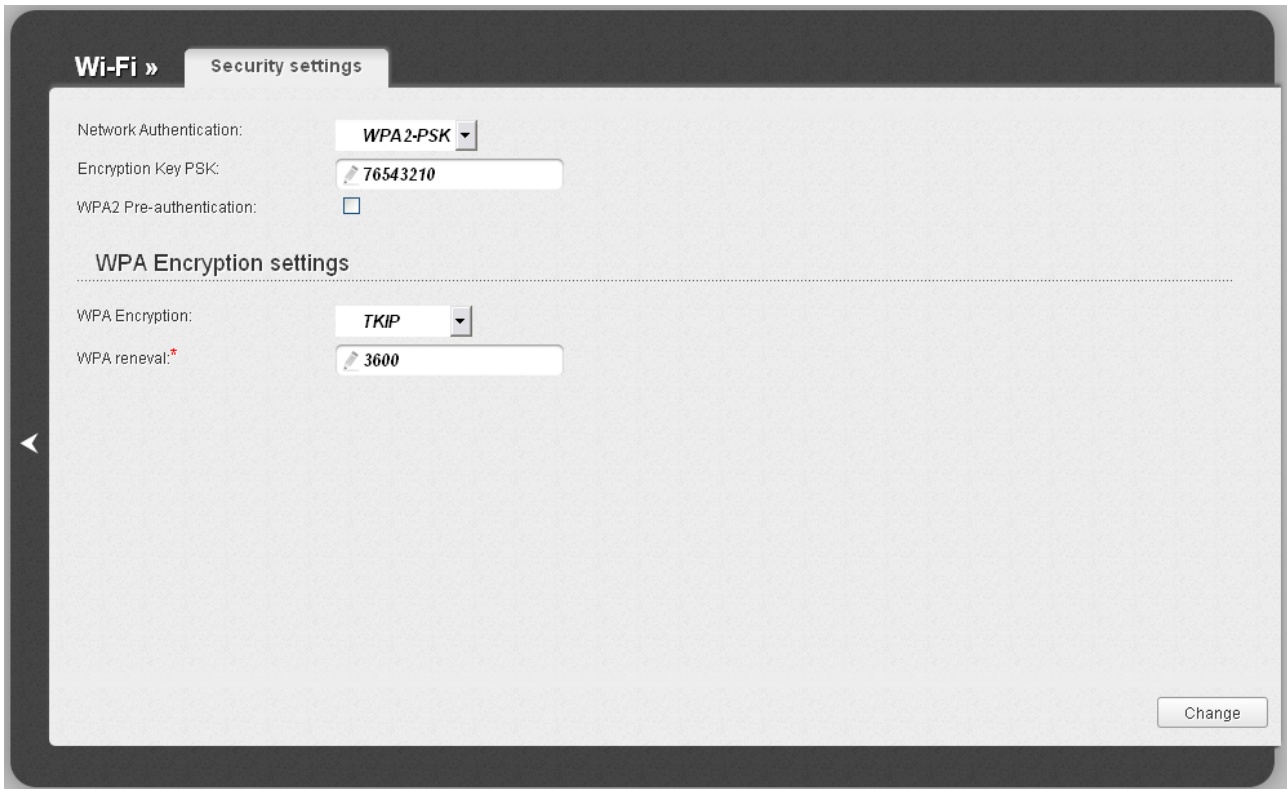 Wi-Fi » Security settings
Network Authentication: WPA2-PSK
Encryption Key PSK: 76543210
WPA2 Pre-authentication:
WPA Encryption settings
WPA Encryption: TKIP
WPA reneval:* 3600
Change